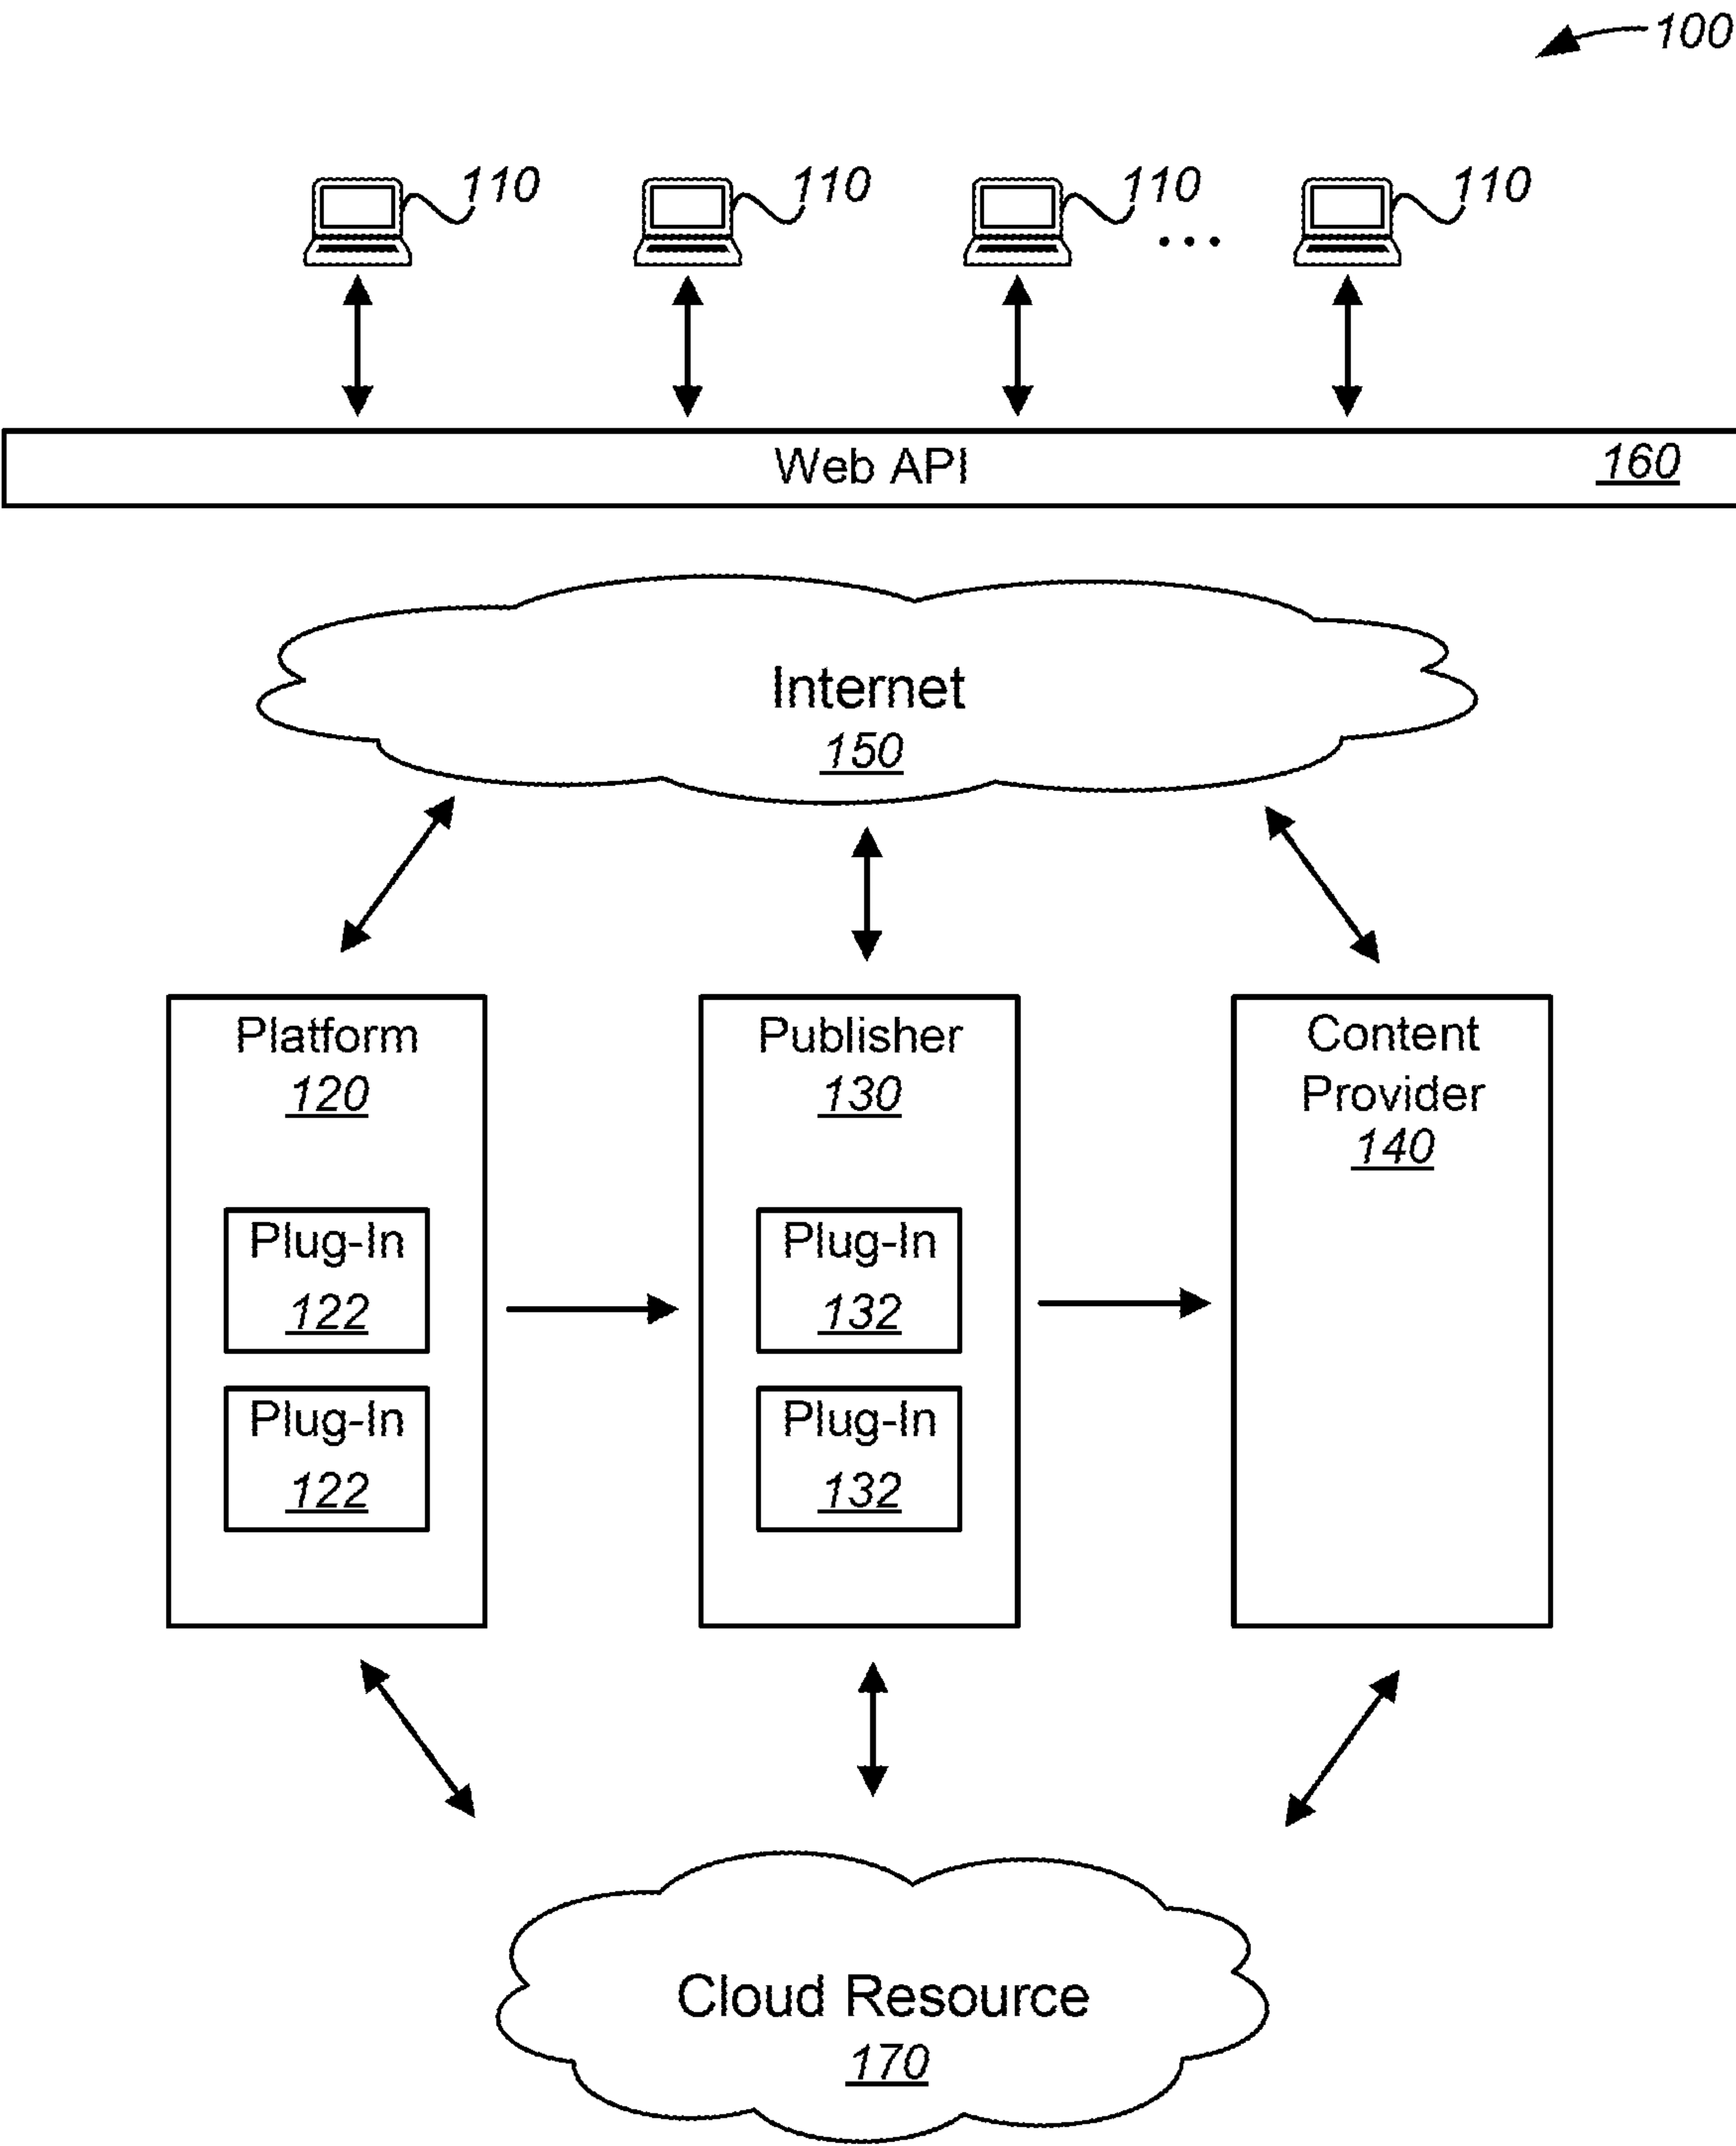 100
110 110 110 110
...
Web API 160
Internet
150
Platform
120
Plug-In
122
Plug-In
122
Publisher
130
Plug-In
132
Plug-In
132
Content
Provider
140
Cloud Resource
170